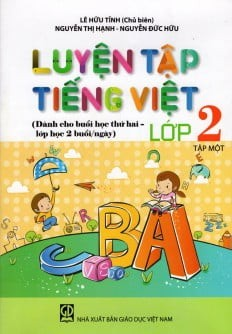 LÊ HỮU TỈNH (Chủ biên)
NGUYỄN THỊ HẠNH - NGUYỄN ĐỨC HỮU
LUYỆN TẬP
TIẾNG VIỆT
(Dành cho buổi học thứ hai –
lớp học 2 buổi/ngày)
LỚP 2
TẬP MỘT
A
B
C
NHÀ XUẤT BẢN GIÁO DỤC VIỆT NAM